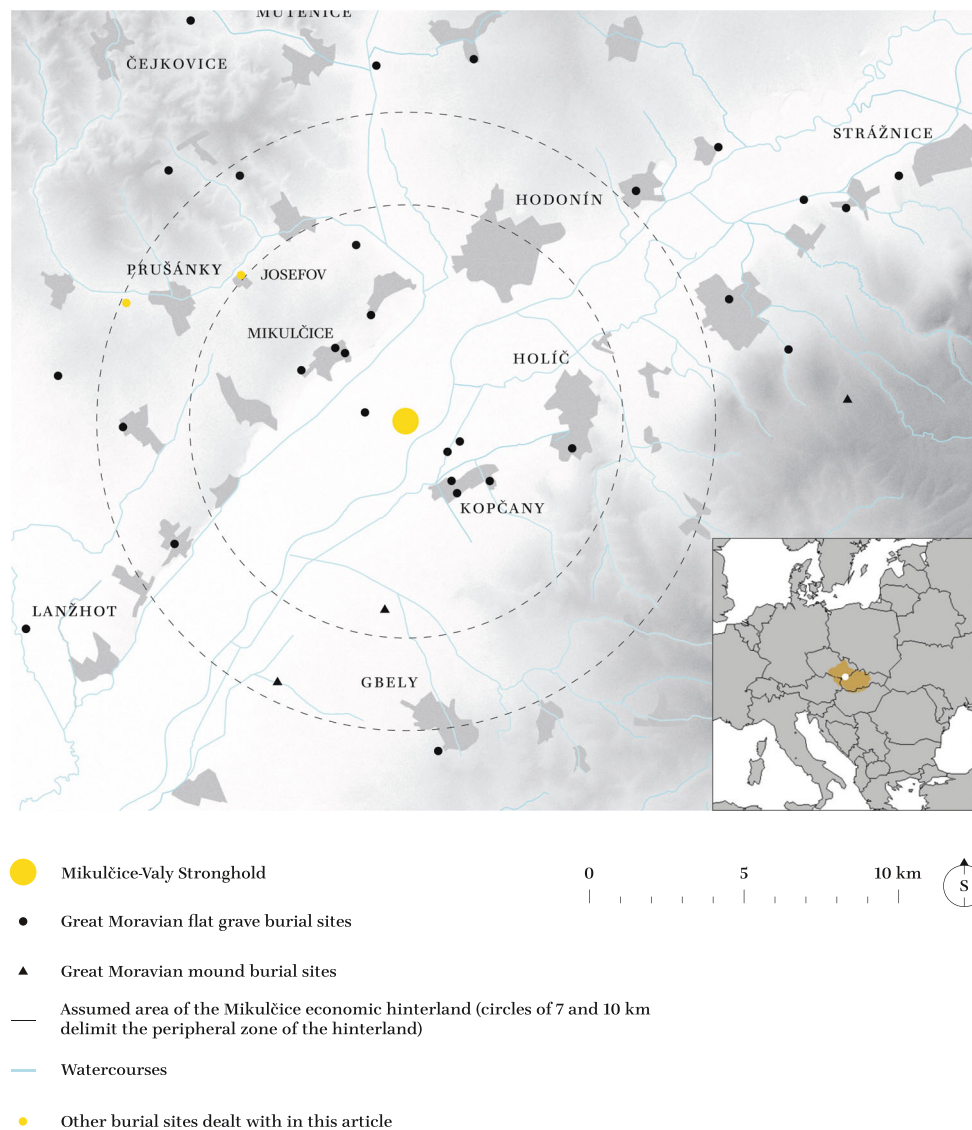 MUTĚNICE
ČEJKOVICE
STRÁŽNICE
HODONÍN
PRUŠÁNKY
JOSEFOV
MIKULČICE
HOLÍČ
KOPČANY
LANŽHOT
GBELY
Mikulčice-Valy Stronghold
0 5 10 km
S
Great Moravian flat grave burial sites
Great Moravian mound burial sites
Assumed area of the Mikulčice economic hinterland (circles of 7 and 10 km
delimit the peripheral zone of the hinterland)
Watercourses
Other burial sites dealt with in this article